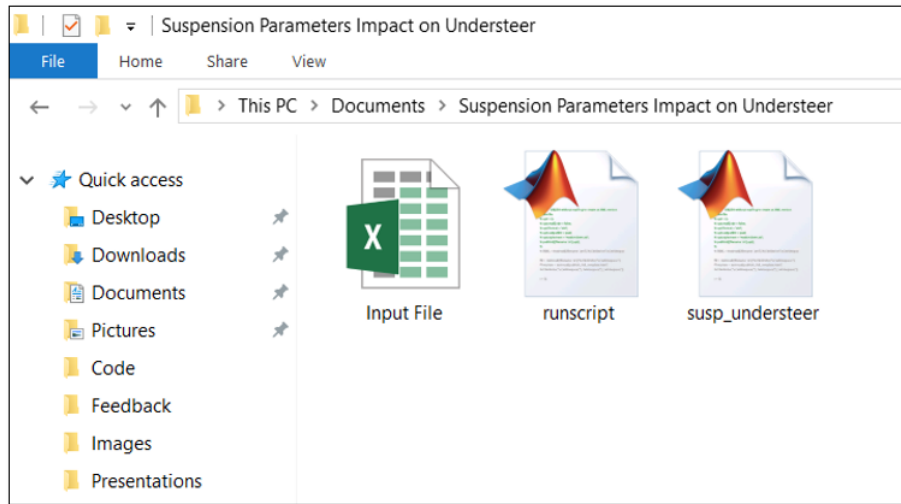 Suspension Parameters Impact on Understeer
File Home Share View
This PC > Documents > Suspension Parameters Impact on Understeer
Quick access
Desktop
Downloads
Documents
Pictures
Code
Feedback
Images
Presentations
X
Input File
runscript
susp_understeer